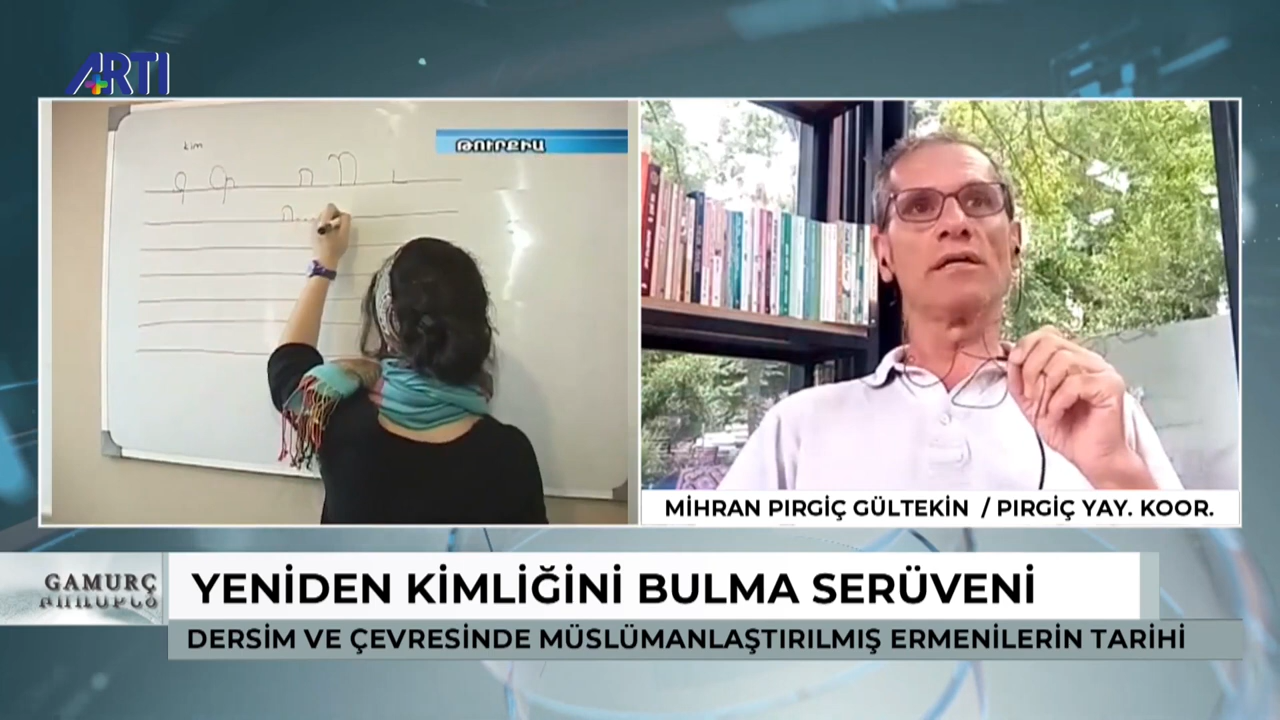 ARTI
kim
ԹՈՒՐՔԻԱ
գ Ք ո Ո ւ
ո....
MİHRAN PIRGİÇ GÜLTEKİN / PIRGİÇ YAY. KOOR.
GAMURÇ
YENİDEN KİMLİĞİNİ BULMA SERÜVENİ
DERSİM VE ÇEVRESİNDE MÜSLÜMANLAŞTIRILMIŞ ERMENİLERİN TARİHİ